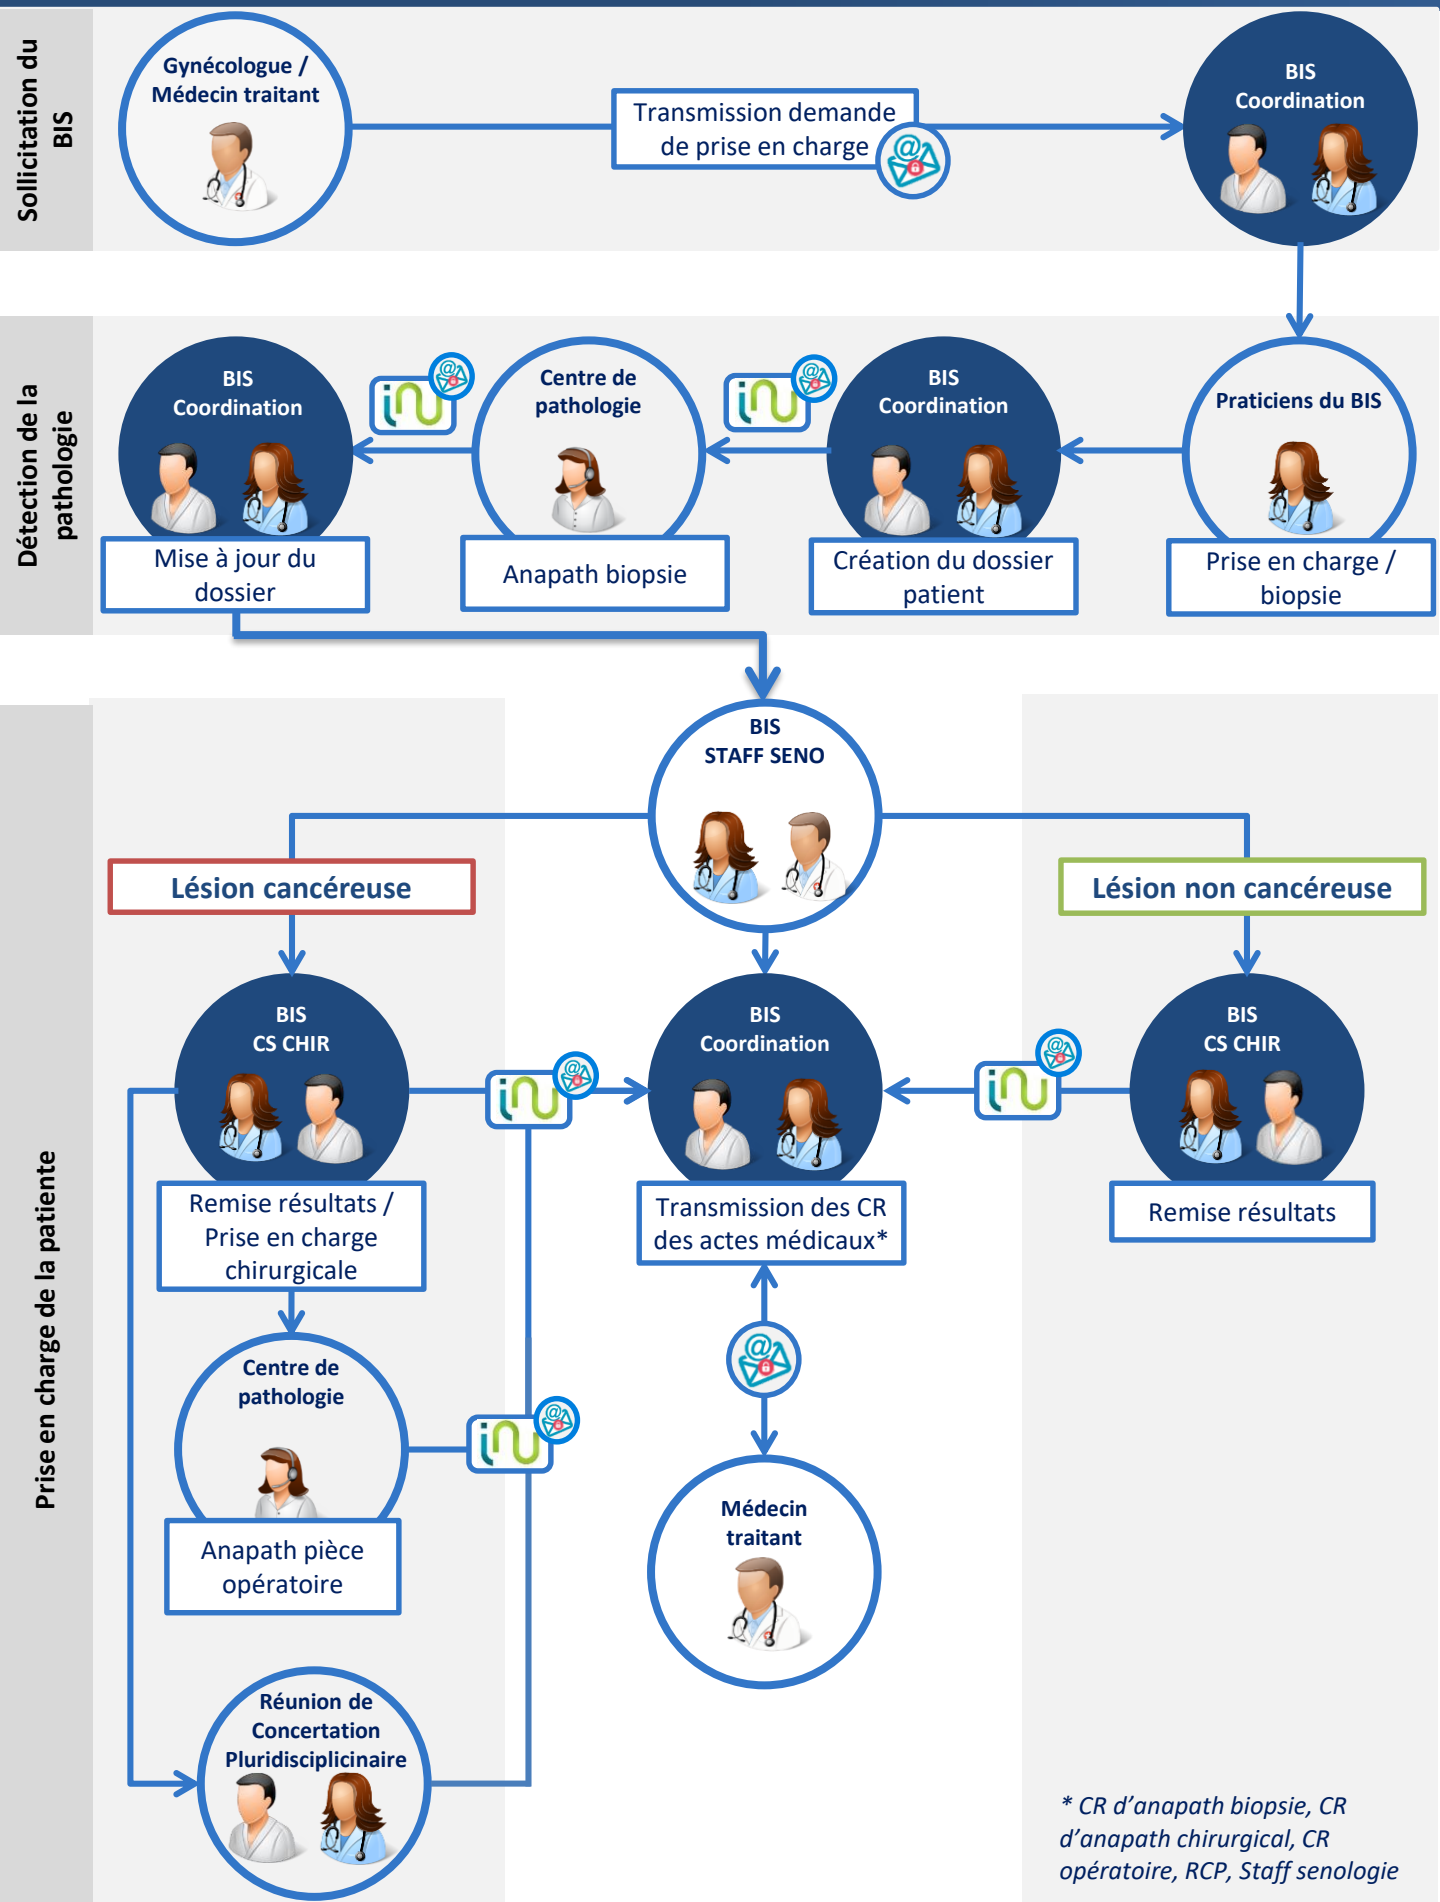 Sollicitation du
BIS
Gynécologue /
Médecin traitant
Transmission demande
de prise en charge
BIS
Coordination
Détection de la
pathologie
BIS
Coordination
Mise à jour du
dossier
Centre de
pathologie
Anapath biopsie
BIS
Coordination
Création du dossier
patient
Praticiens du BIS
Prise en charge /
biopsie
Prise en charge de la patiente
BIS
STAFF SENO
Lésion cancéreuse
Lésion non cancéreuse
BIS
CS CHIR
Remise résultats /
Prise en charge
chirurgicale
BIS
Coordination
Transmission des CR
des actes médicaux*
BIS
CS CHIR
Remise résultats
Centre de
pathologie
Anapath pièce
opératoire
Médecin
traitant
Réunion de
Concertation
Pluridisciplicinaire
* CR d’anapath biopsie, CR
d’anapath chirurgical, CR
opératoire, RCP, Staff senologie